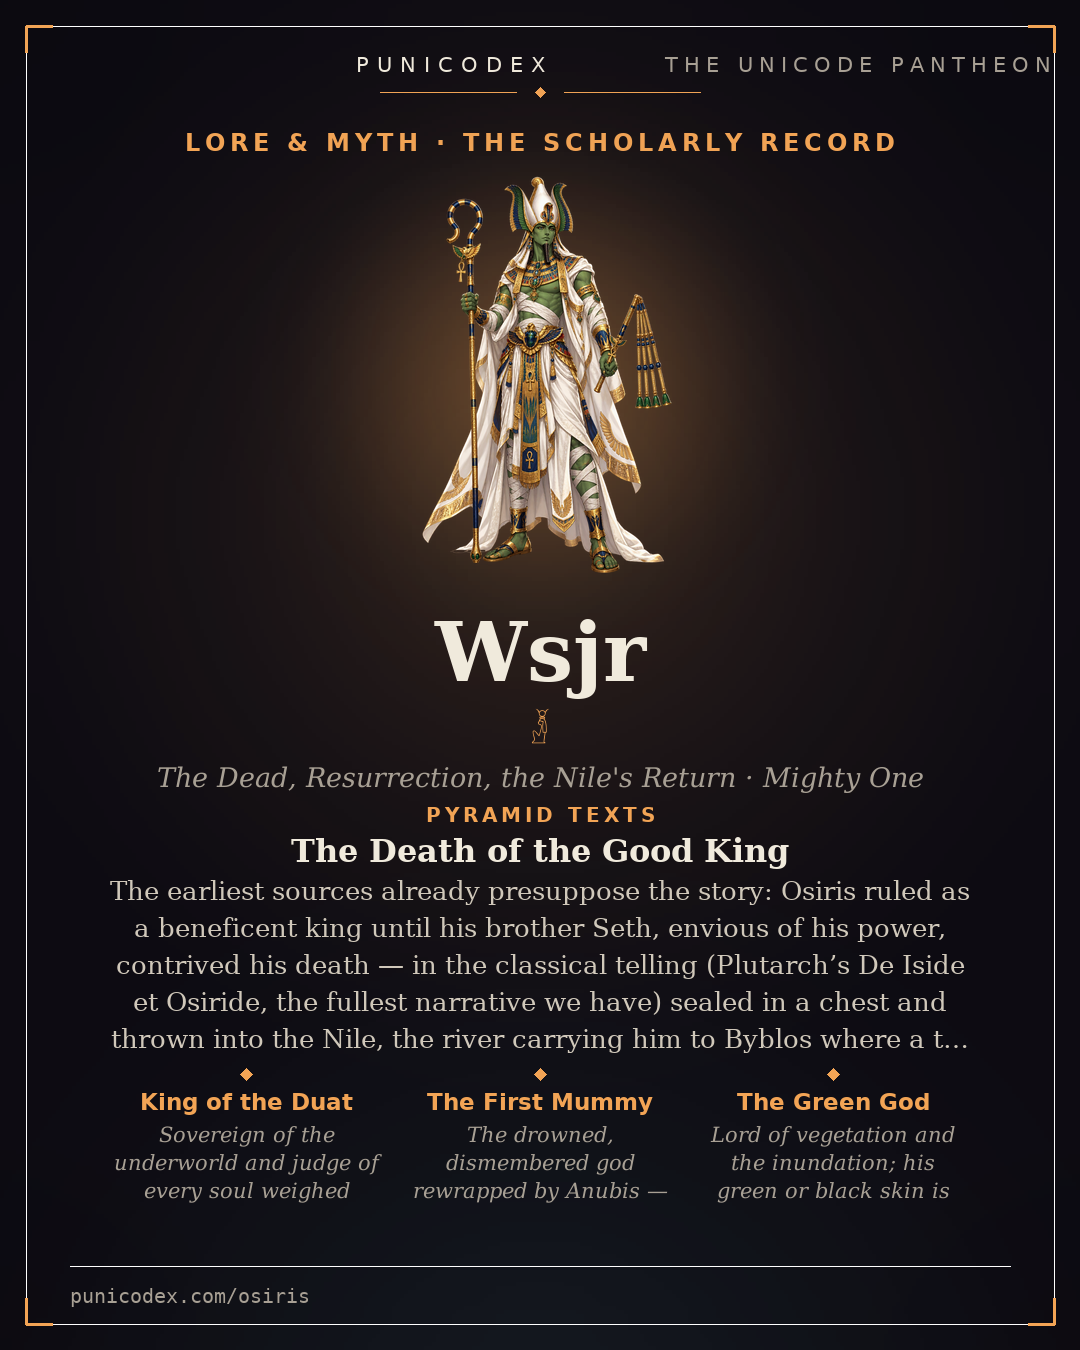 PUNICODEX THE UNICODE PANTHEON
LORE & MYTH · THE SCHOLARLY RECORD
Wsjr
The Dead, Resurrection, the Nile's Return · Mighty One
PYRAMID TEXTS
The Death of the Good King
The earliest sources already presuppose the story: Osiris ruled as
a beneficent king until his brother Seth, envious of his power,
contrived his death — in the classical telling (Plutarch’s De Iside
et Osiride, the fullest narrative we have) sealed in a chest and
thrown into the Nile, the river carrying him to Byblos where a t…
King of the Duat
Sovereign of the
underworld and judge of
every soul weighed
The First Mummy
The drowned,
dismembered god
rewrapped by Anubis —
The Green God
Lord of vegetation and
the inundation; his
green or black skin is
punicodex.com/osiris